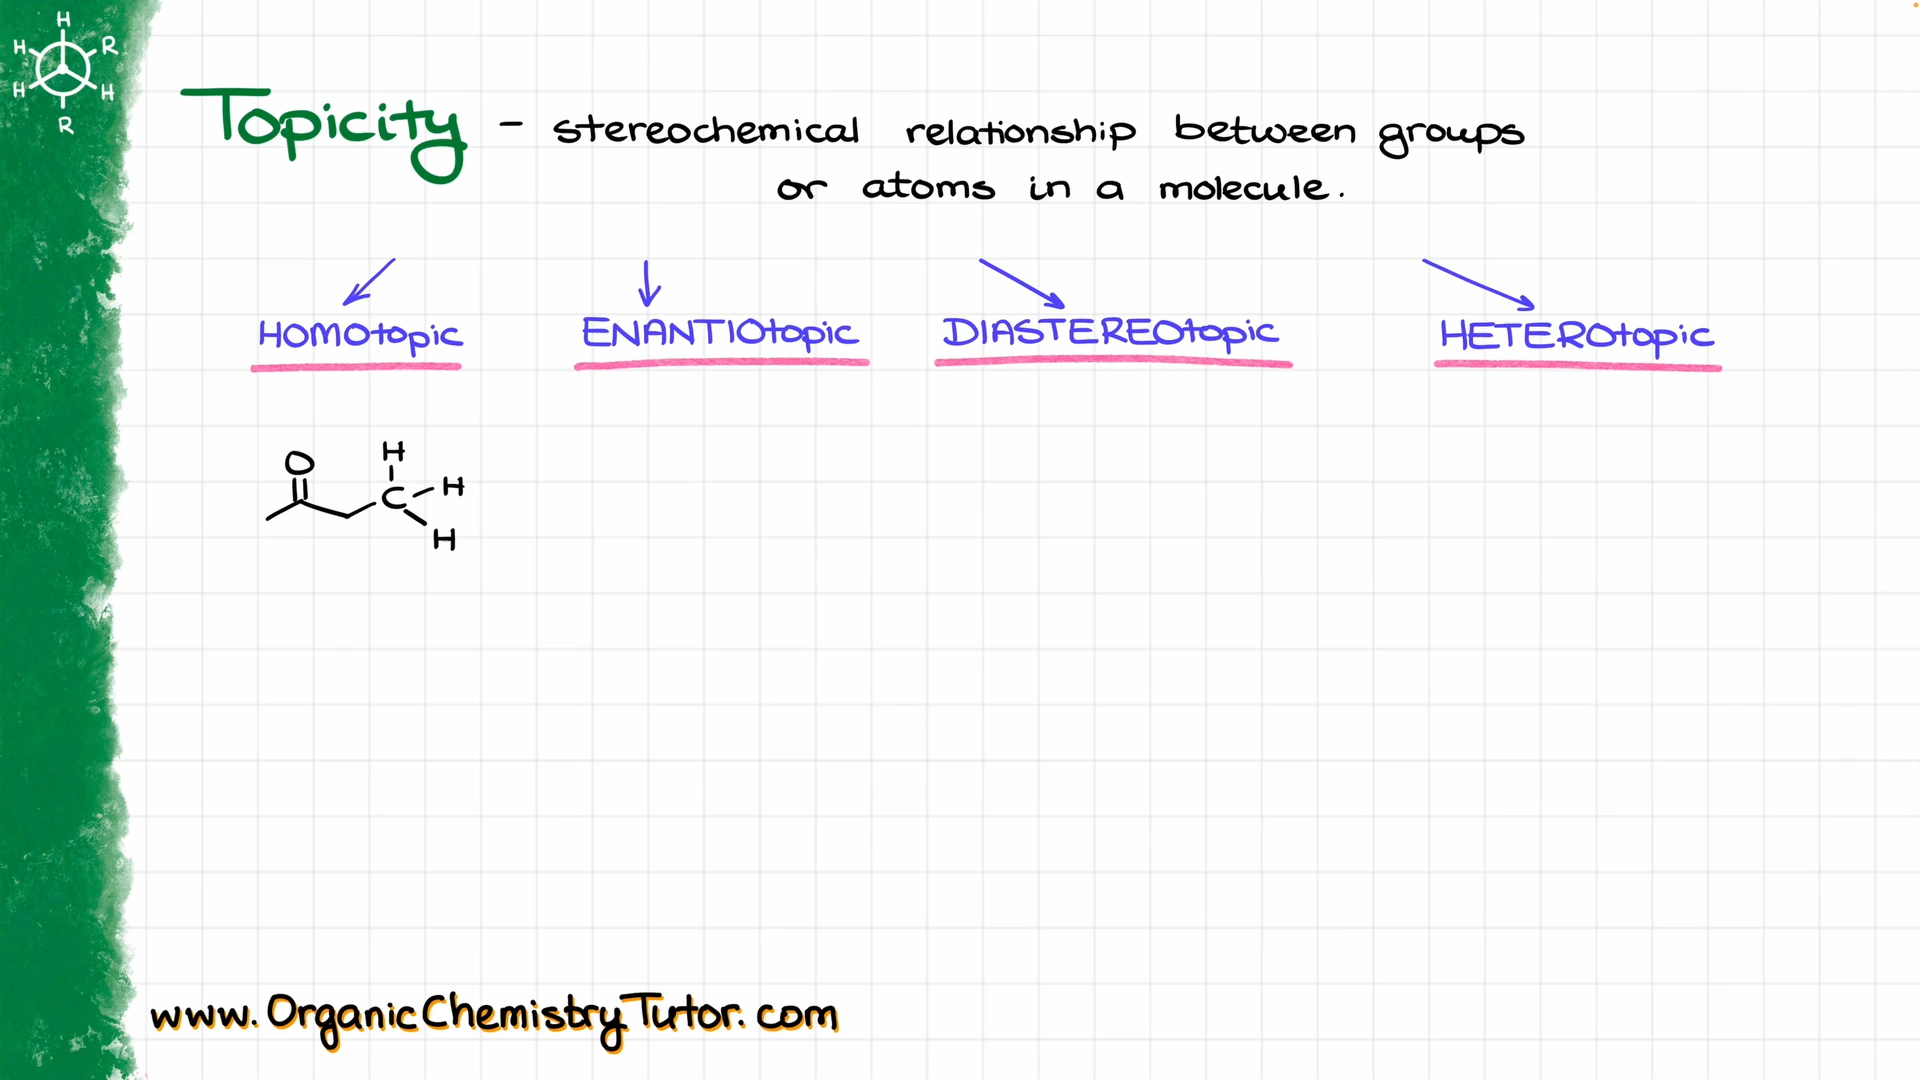 H
H R
H H
R
Topicity - stereochemical relationship between groups
or atoms in a molecule.
HOMOtopic ENANTIOtopic DIASTEREOtopic HETEROtopic
O H
C H
H
www.OrganicChemistryTutor.com